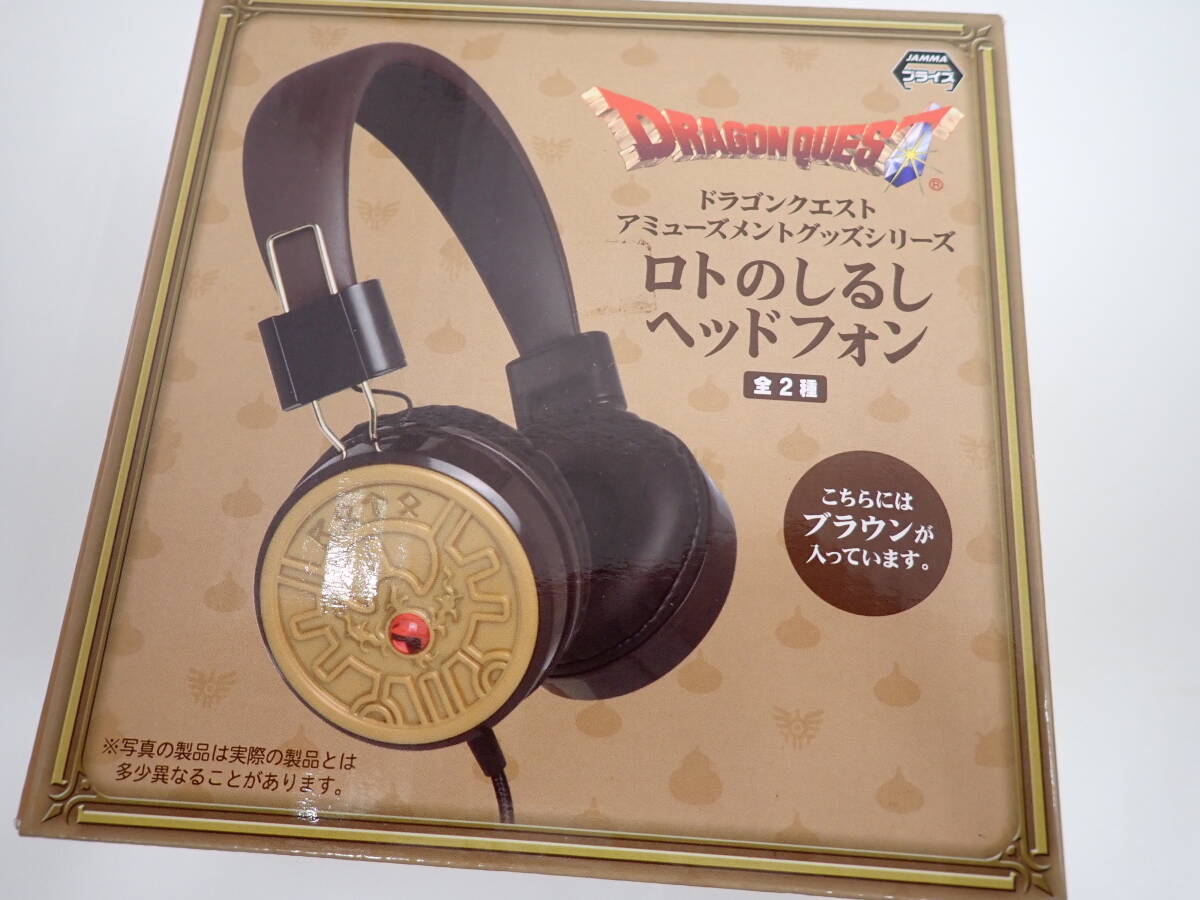 JAMMA
プライズ
DRAGON QUEST
®
ドラゴンクエスト
アミューズメントグッズシリーズ
ロトのしるし
ヘッドフォン
全2種
こちらには
ブラウンが
入っています。
※写真の製品は実際の製品とは
多少異なることがあります。